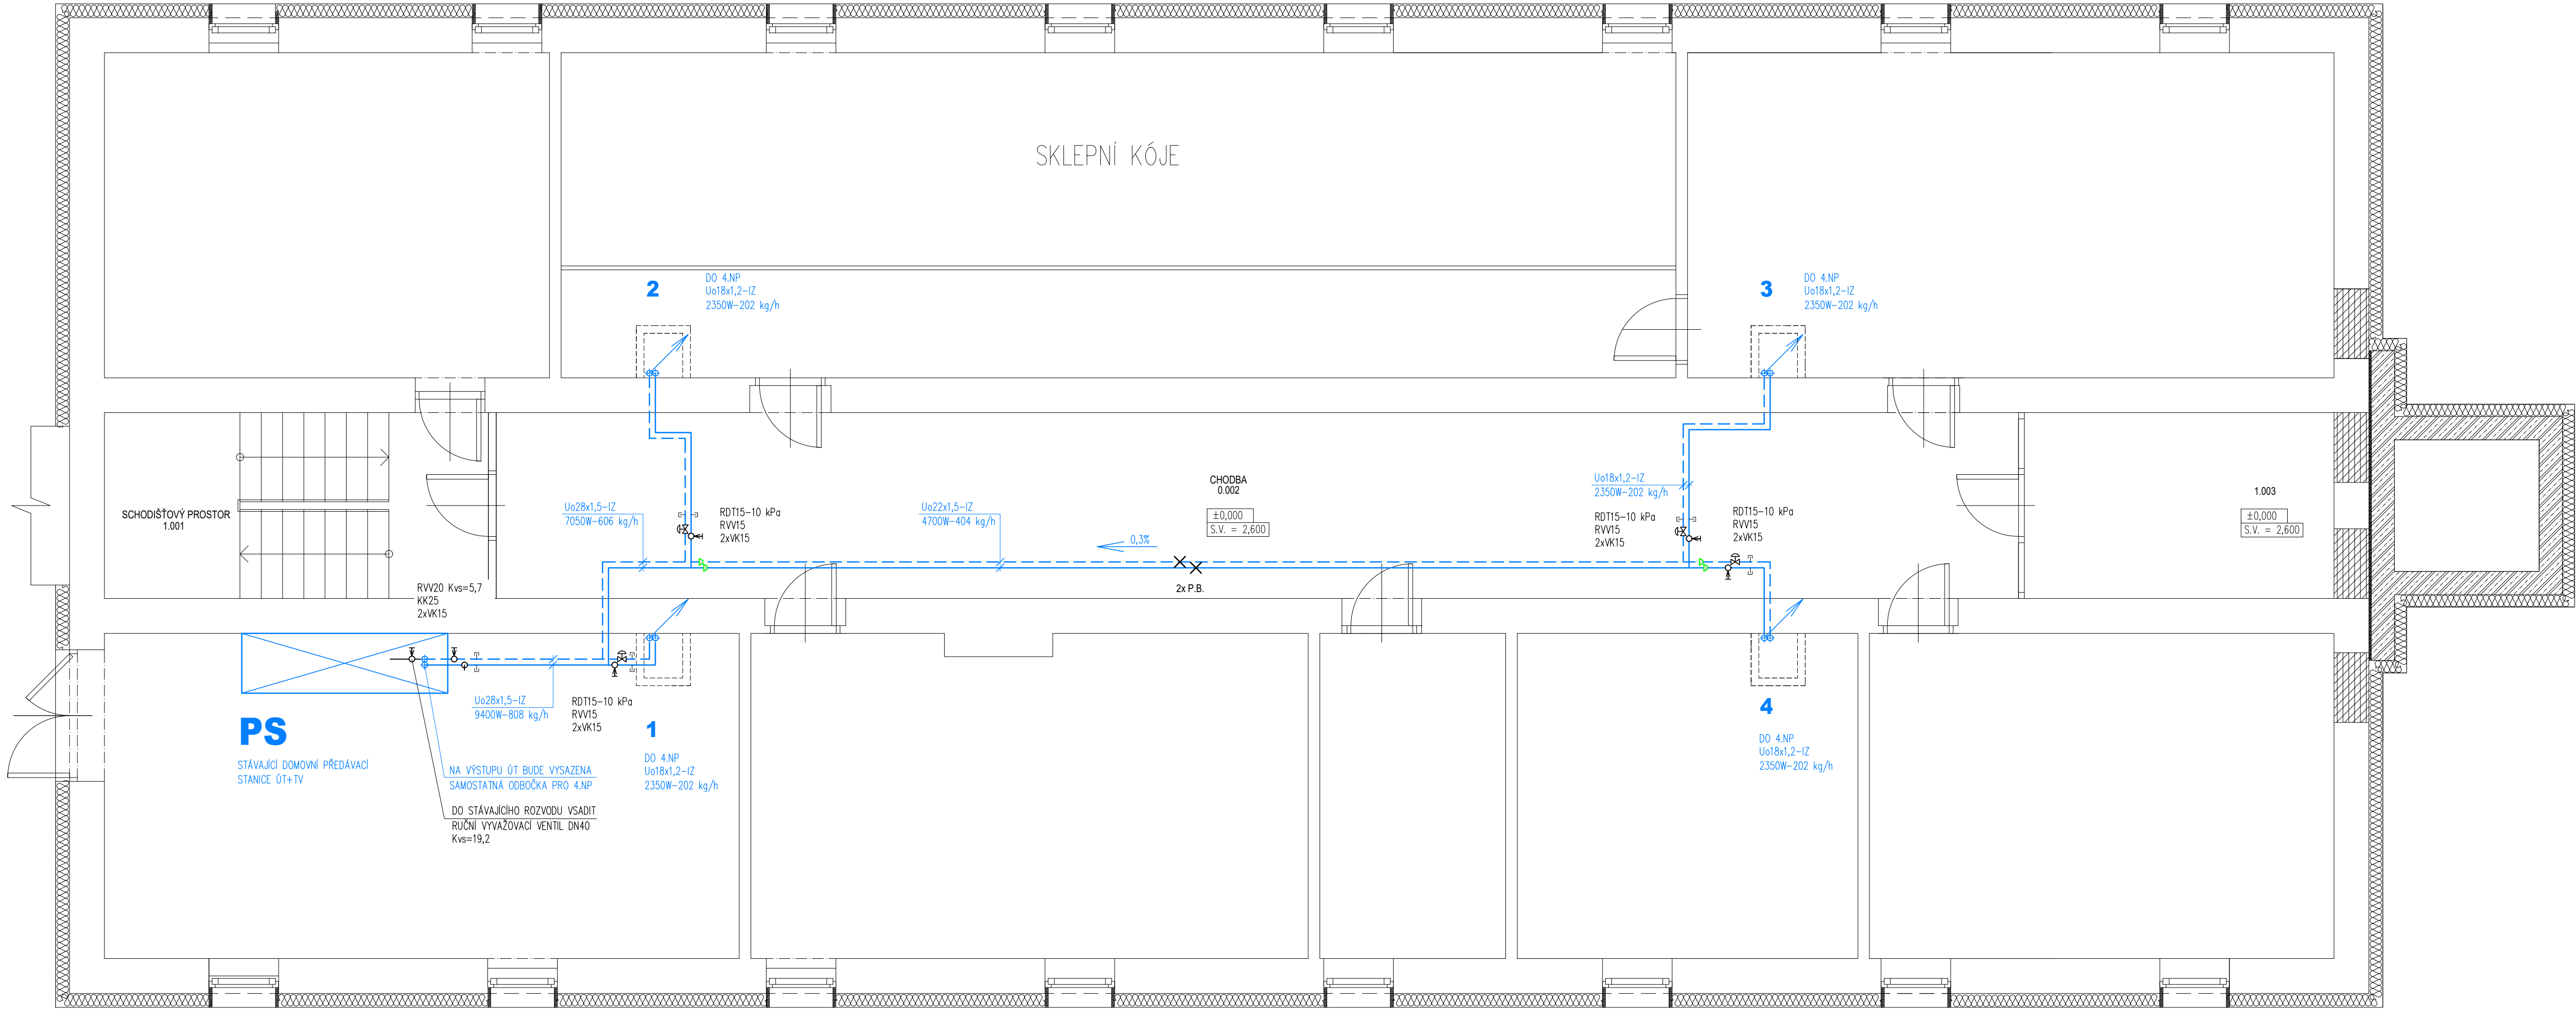 SKLEPNÍ KÓJE
2
DO 4.NP
Uo18x1,2-IZ
2350W-202 kg/h
3
DO 4.NP
Uo18x1,2-IZ
2350W-202 kg/h
SCHODIŠŤOVÝ PROSTOR
1.001
Uo28x1,5-IZ
7050W-606 kg/h
RDT15-10 kPa
RVV15
2xVK15
Uo22x1,5-IZ
4700W-404 kg/h
0,3%
CHODBA
0.002
±0,000
S.V. = 2,600
2x P.B.
Uo18x1,2-IZ
2350W-202 kg/h
RDT15-10 kPa
RVV15
2xVK15
RDT15-10 kPa
RVV15
2xVK15
1.003
±0,000
S.V. = 2,600
RVV20 Kvs=5,7
KK25
2xVK15
Uo28x1,5-IZ
9400W-808 kg/h
RDT15-10 kPa
RVV15
2xVK15
PS
STÁVAJÍCÍ DOMOVNÍ PŘEDÁVACÍ
STANICE ÚT+TV
NA VÝSTUPU ÚT BUDE VYSAZENA
SAMOSTATNÁ ODBOČKA PRO 4.NP
DO STÁVAJÍCÍHO ROZVODU VSADIT
RUČNÍ VYVAŽOVACÍ VENTIL DN40
Kvs=19,2
1
DO 4.NP
Uo18x1,2-IZ
2350W-202 kg/h
4
DO 4.NP
Uo18x1,2-IZ
2350W-202 kg/h